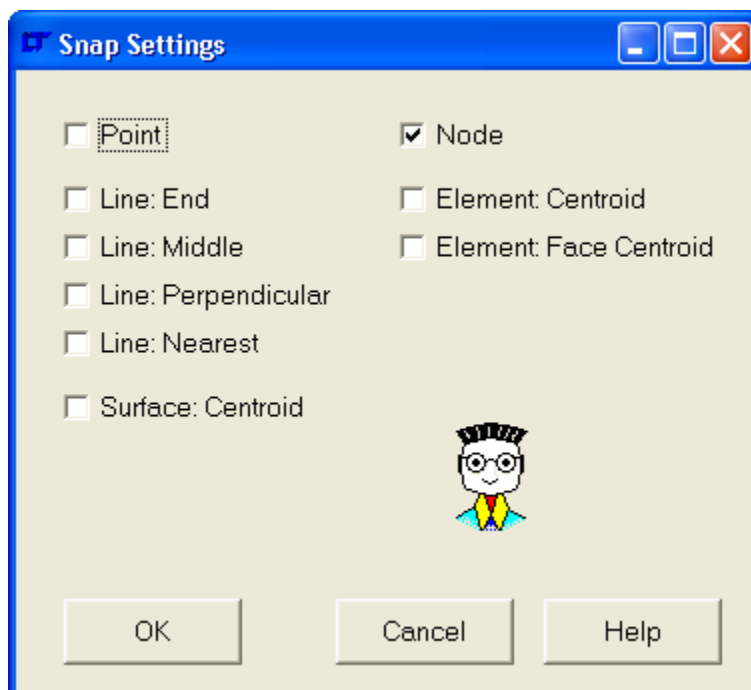 Snap Settings
Point
Node
Line: End
Element: Centroid
Line: Middle
Element: Face Centroid
Line: Perpendicular
Line: Nearest
Surface: Centroid
OK
Cancel
Help